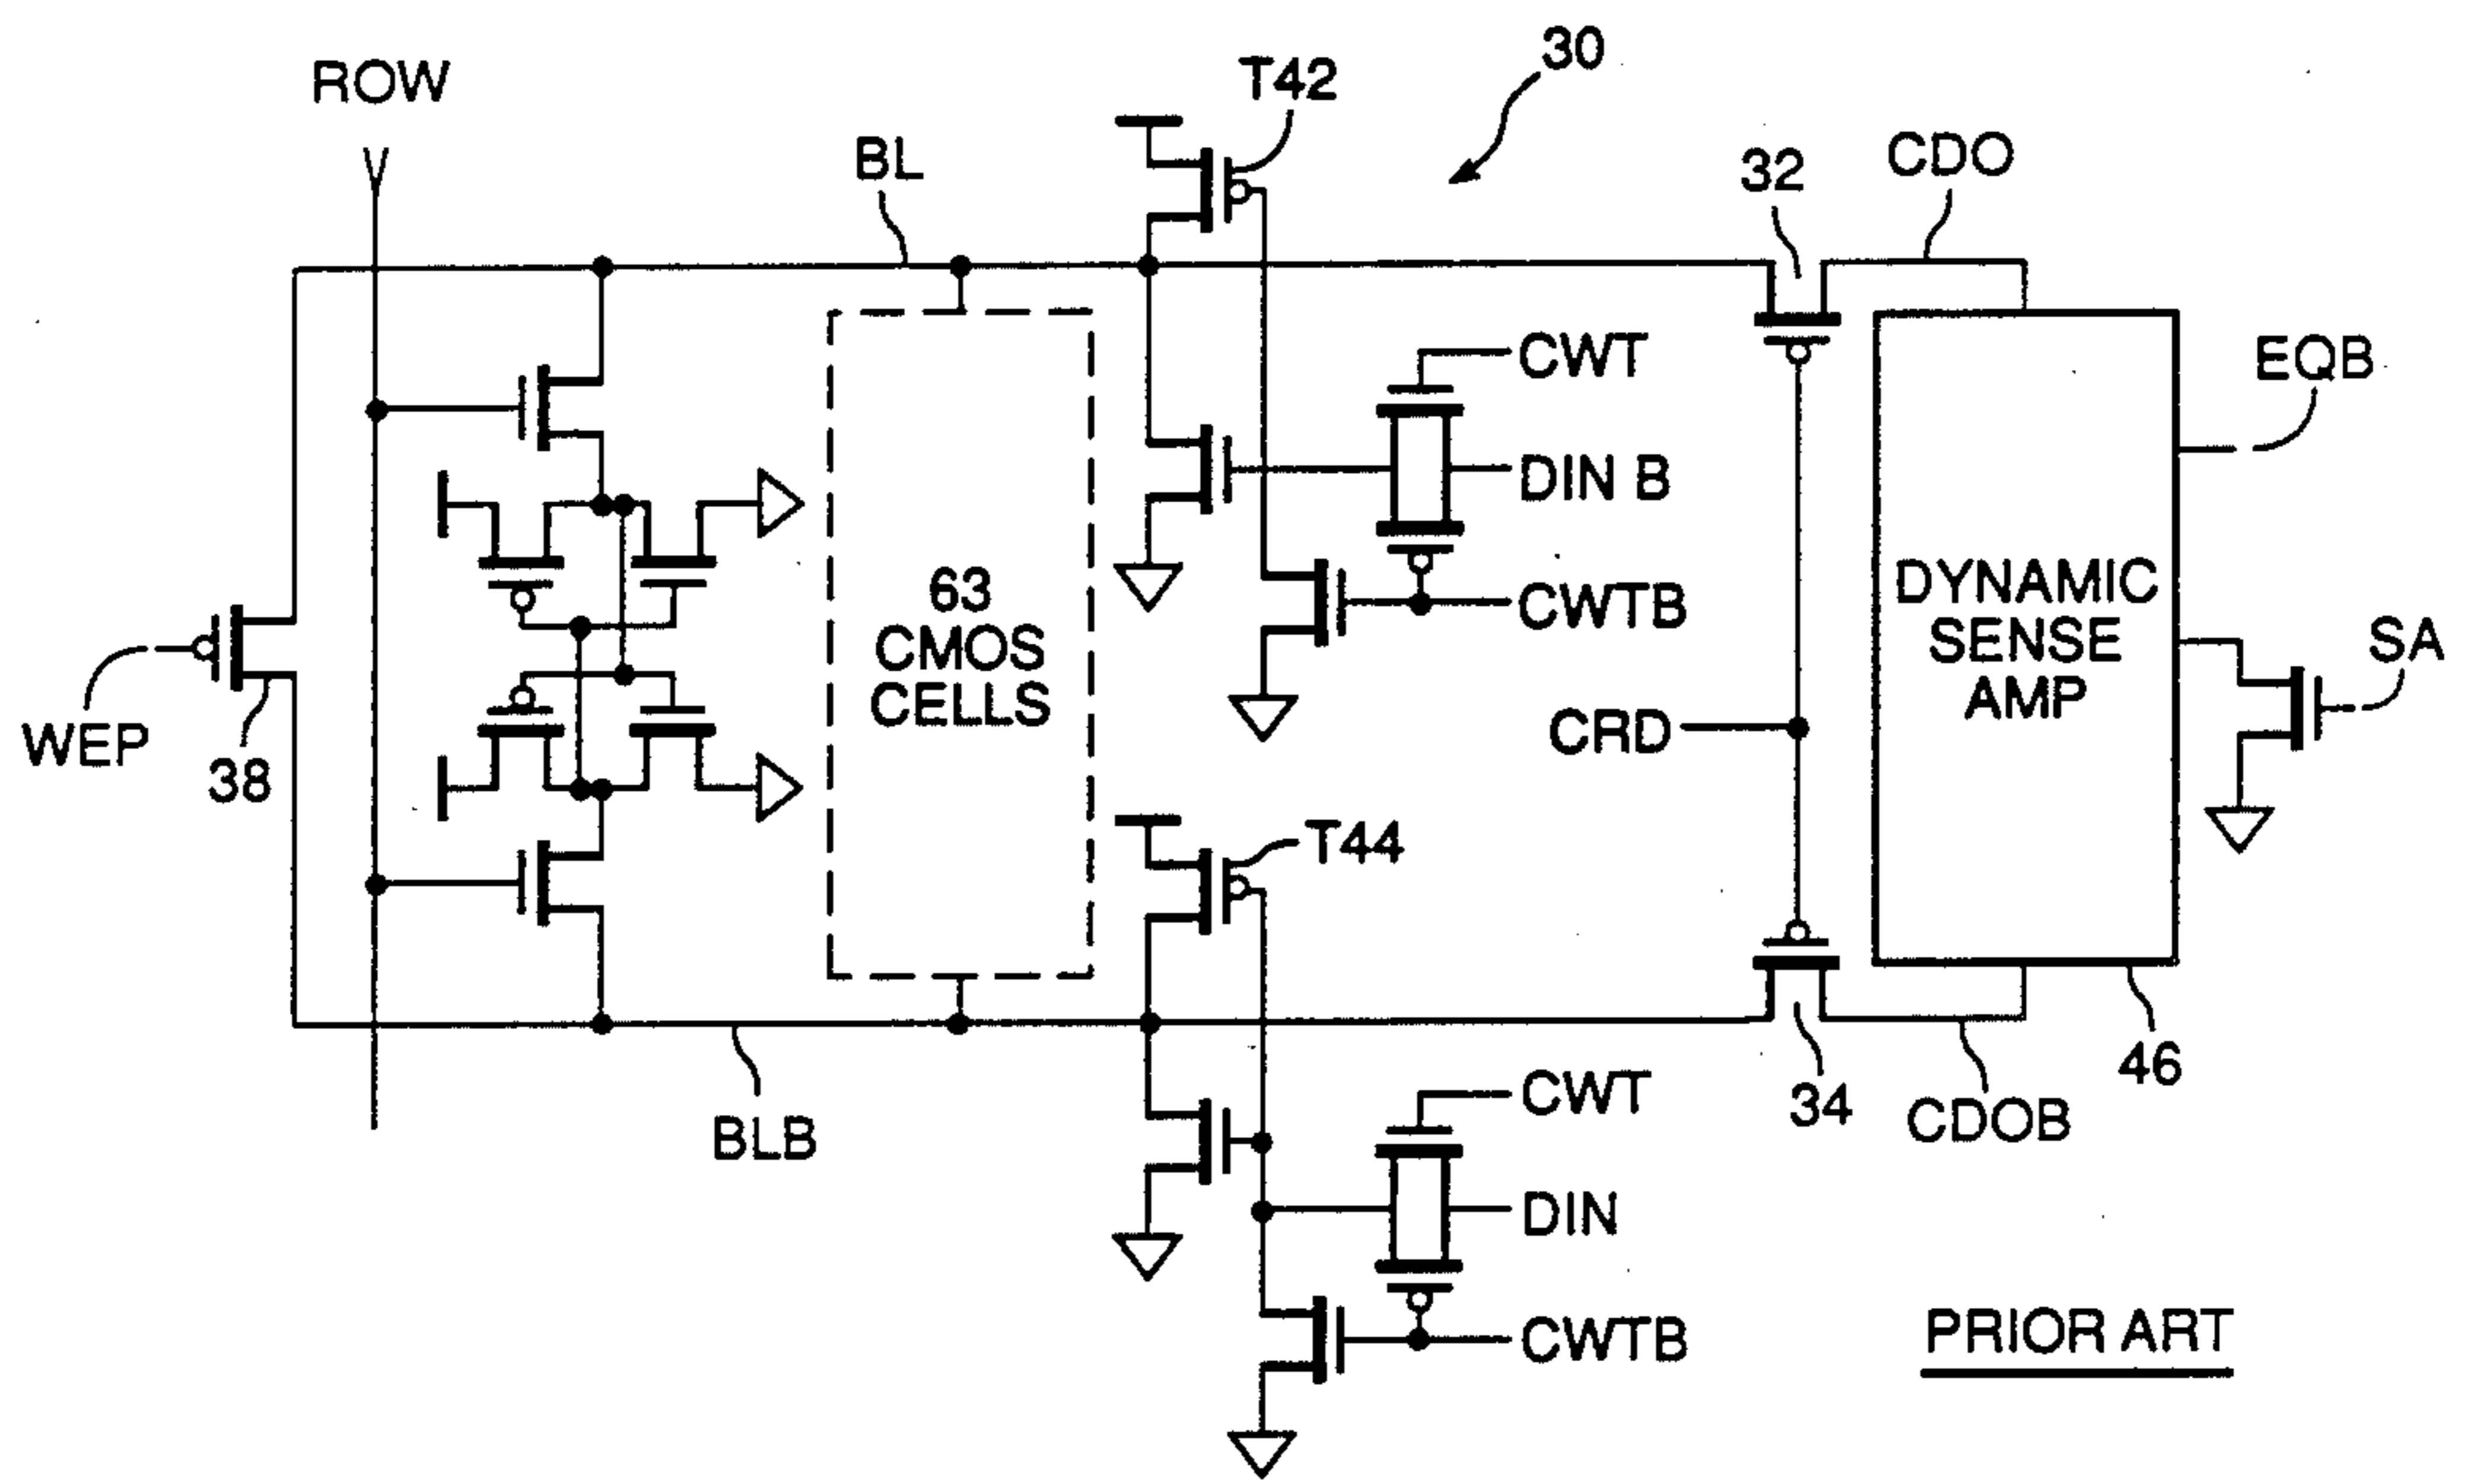 30
T42
ROW
BL
32
CDO
CWT
EQB
DIN B
63
CMOS
CELLS
DYNAMIC
SENSE
AMP
CWTB
SA
WEP
38
CRD
T44
46
CWT
34
CDOB
BLB
DIN
CWTB
PRIOR ART